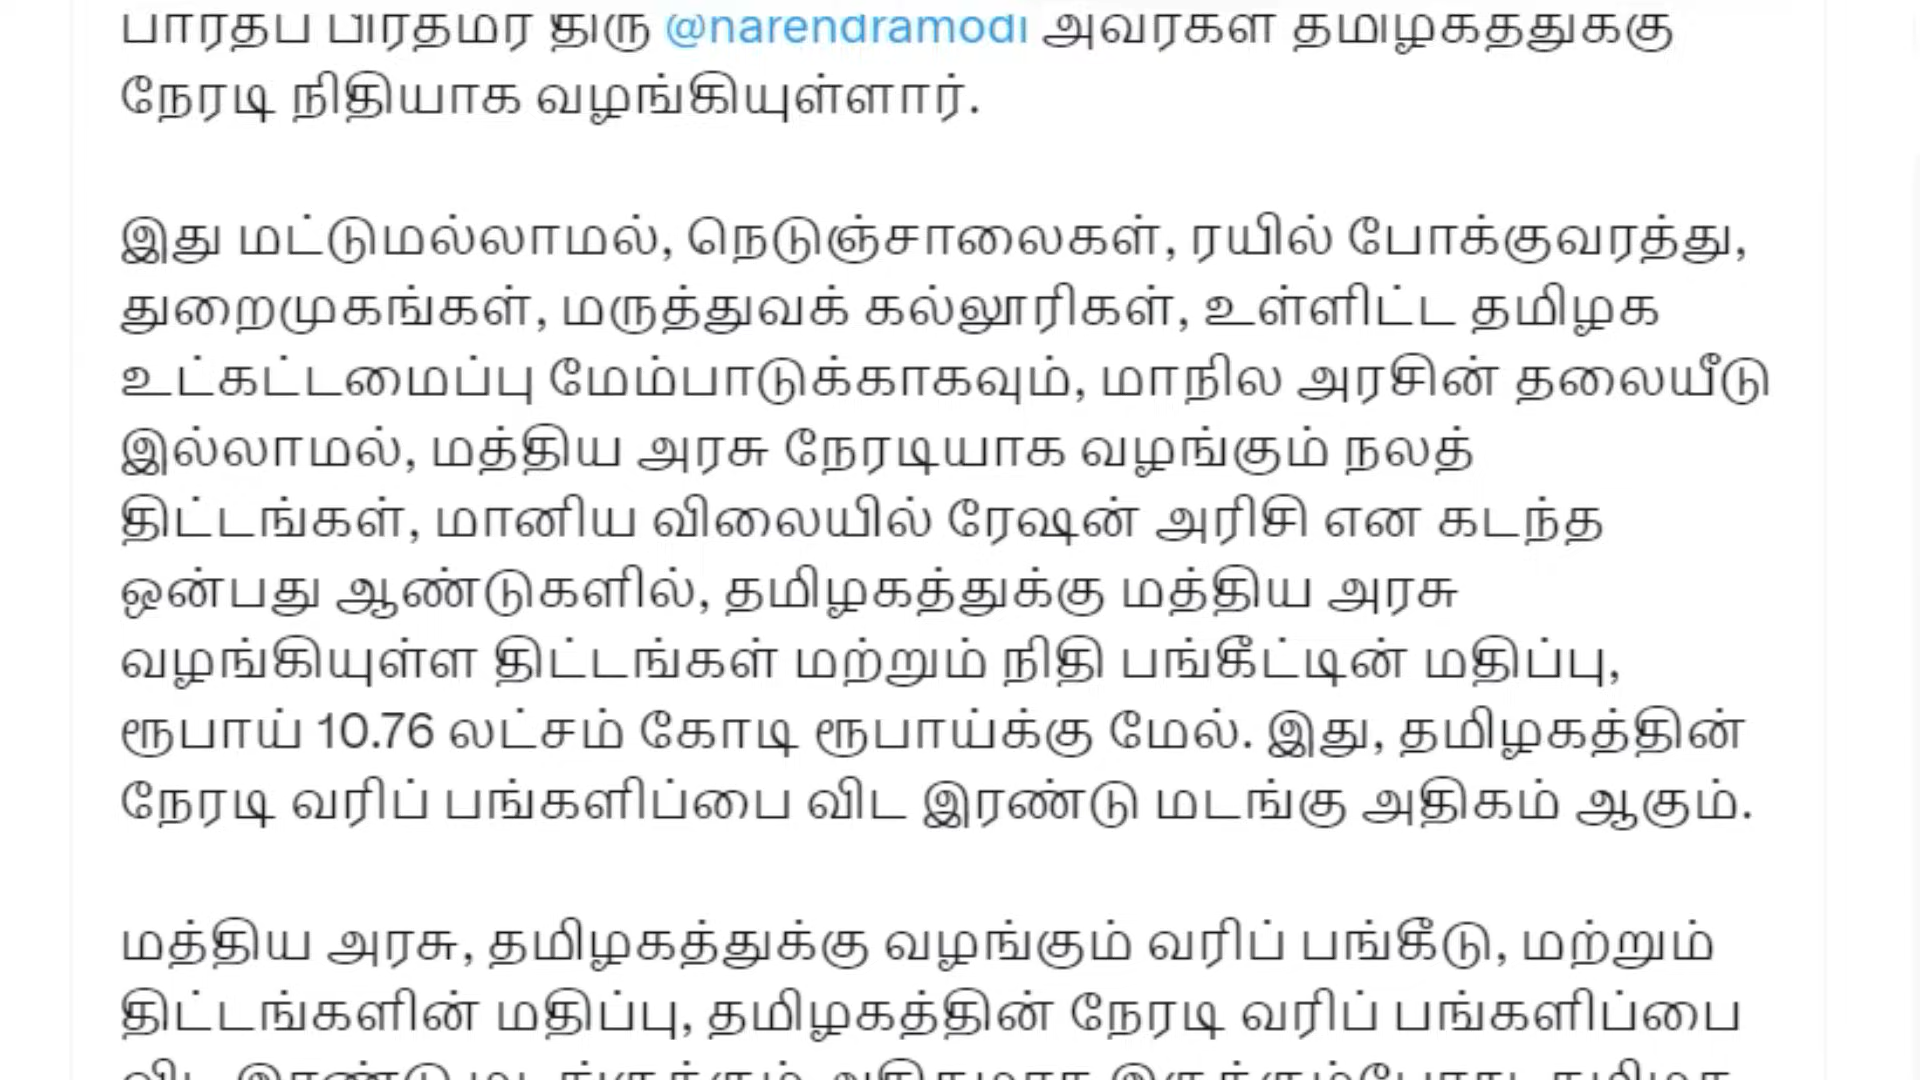 பாரதப் பிரதமர் திரு @narendramodi அவர்கள் தமிழகத்துக்கு
நேரடி நிதியாக வழங்கியுள்ளார்.
இது மட்டுமல்லாமல், நெடுஞ்சாலைகள், ரயில் போக்குவரத்து,
துறைமுகங்கள், மருத்துவக் கல்லூரிகள், உள்ளிட்ட தமிழக
உட்கட்டமைப்பு மேம்பாடுக்காகவும், மாநில அரசின் தலையீடு
இல்லாமல், மத்திய அரசு நேரடியாக வழங்கும் நலத்
திட்டங்கள், மானிய விலையில் ரேஷன் அரிசி என கடந்த
ஒன்பது ஆண்டுகளில், தமிழகத்துக்கு மத்திய அரசு
வழங்கியுள்ள திட்டங்கள் மற்றும் நிதி பங்கீட்டின் மதிப்பு,
ரூபாய் 10.76 லட்சம் கோடி ரூபாய்க்கு மேல். இது, தமிழகத்தின்
நேரடி வரிப் பங்களிப்பை விட இரண்டு மடங்கு அதிகம் ஆகும்.
மத்திய அரசு, தமிழகத்துக்கு வழங்கும் வரிப் பங்கீடு, மற்றும்
திட்டங்களின் மதிப்பு, தமிழகத்தின் நேரடி வரிப் பங்களிப்பை